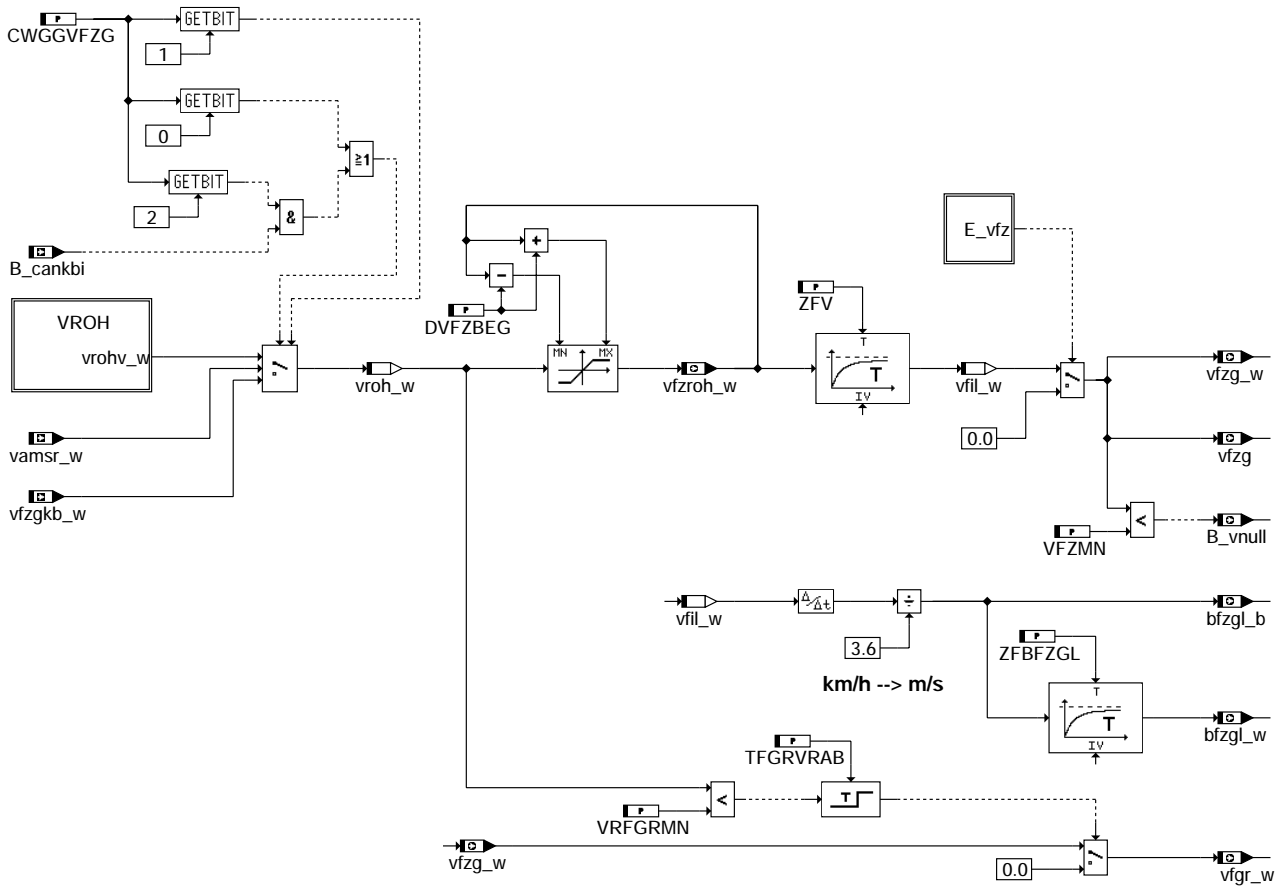 P
CWGGVFZG
GETBIT
1
GETBIT
0
≥1
GETBIT
2
&
B_cankbi
VROH
vrohv_w
vroh_w
vamsr_w
vfzgkb_w
+
-
P
DVFZBEG
MN
MX
vfzroh_w
P
ZFV
T
T
IV
vfil_w
E_vfz
0.0
vfzg_w
vfzg
P
VFZMN
<
B_vnull
vfil_w
Δ/Δt
÷
3.6
km/h --> m/s
bfzgl_b
P
ZFBFZGL
T
T
IV
bfzgl_w
P
TFGRVRAB
T
P
VRFGRMN
<
vfzg_w
0.0
vfgr_w